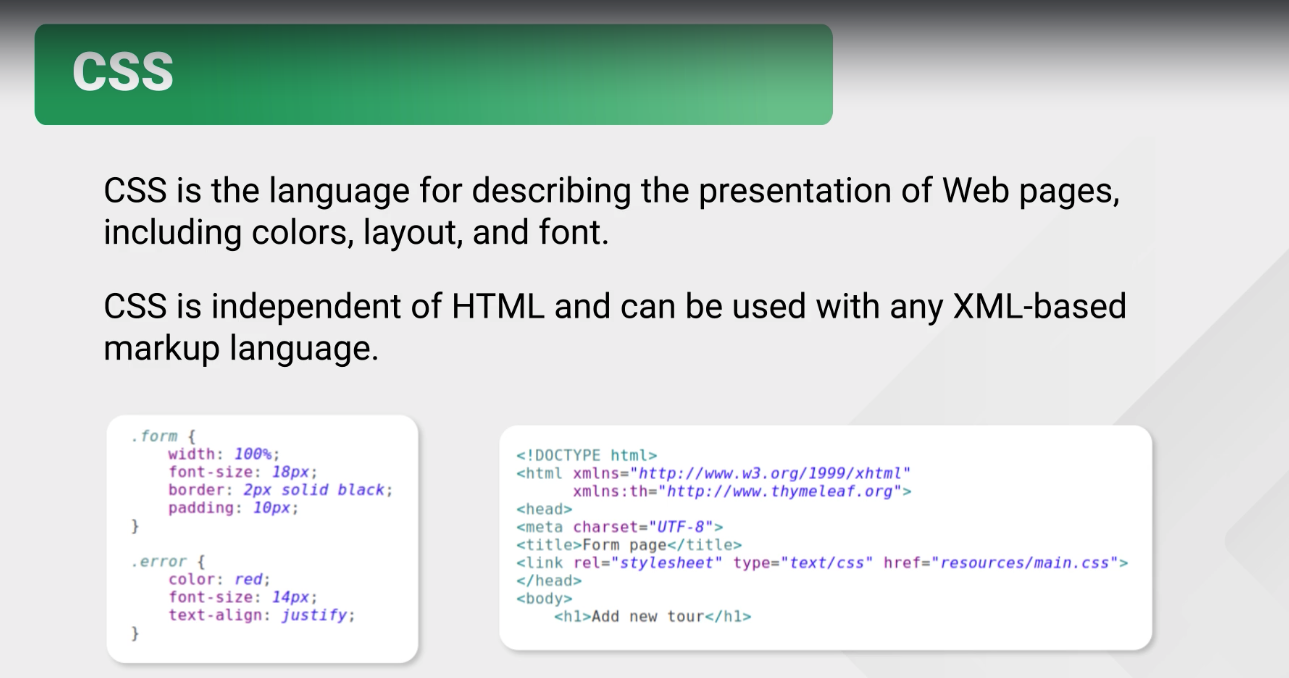 CSS
CSS is the language for describing the presentation of Web pages,
including colors, layout, and font.
CSS is independent of HTML and can be used with any XML-based
markup language.
.form {
    width: 100%;
    font-size: 18px;
    border: 2px solid black;
    padding: 10px;
}
.error {
    color: red;
    font-size: 14px;
    text-align: justify;
}
<!DOCTYPE html>
<html xmlns="http://www.w3.org/1999/xhtml"
      xmlns:th="http://www.thymeleaf.org">
<head>
<meta charset="UTF-8">
<title>Form page</title>
<link rel="stylesheet" type="text/css" href="resources/main.css">
</head>
<body>
    <h1>Add new tour</h1>